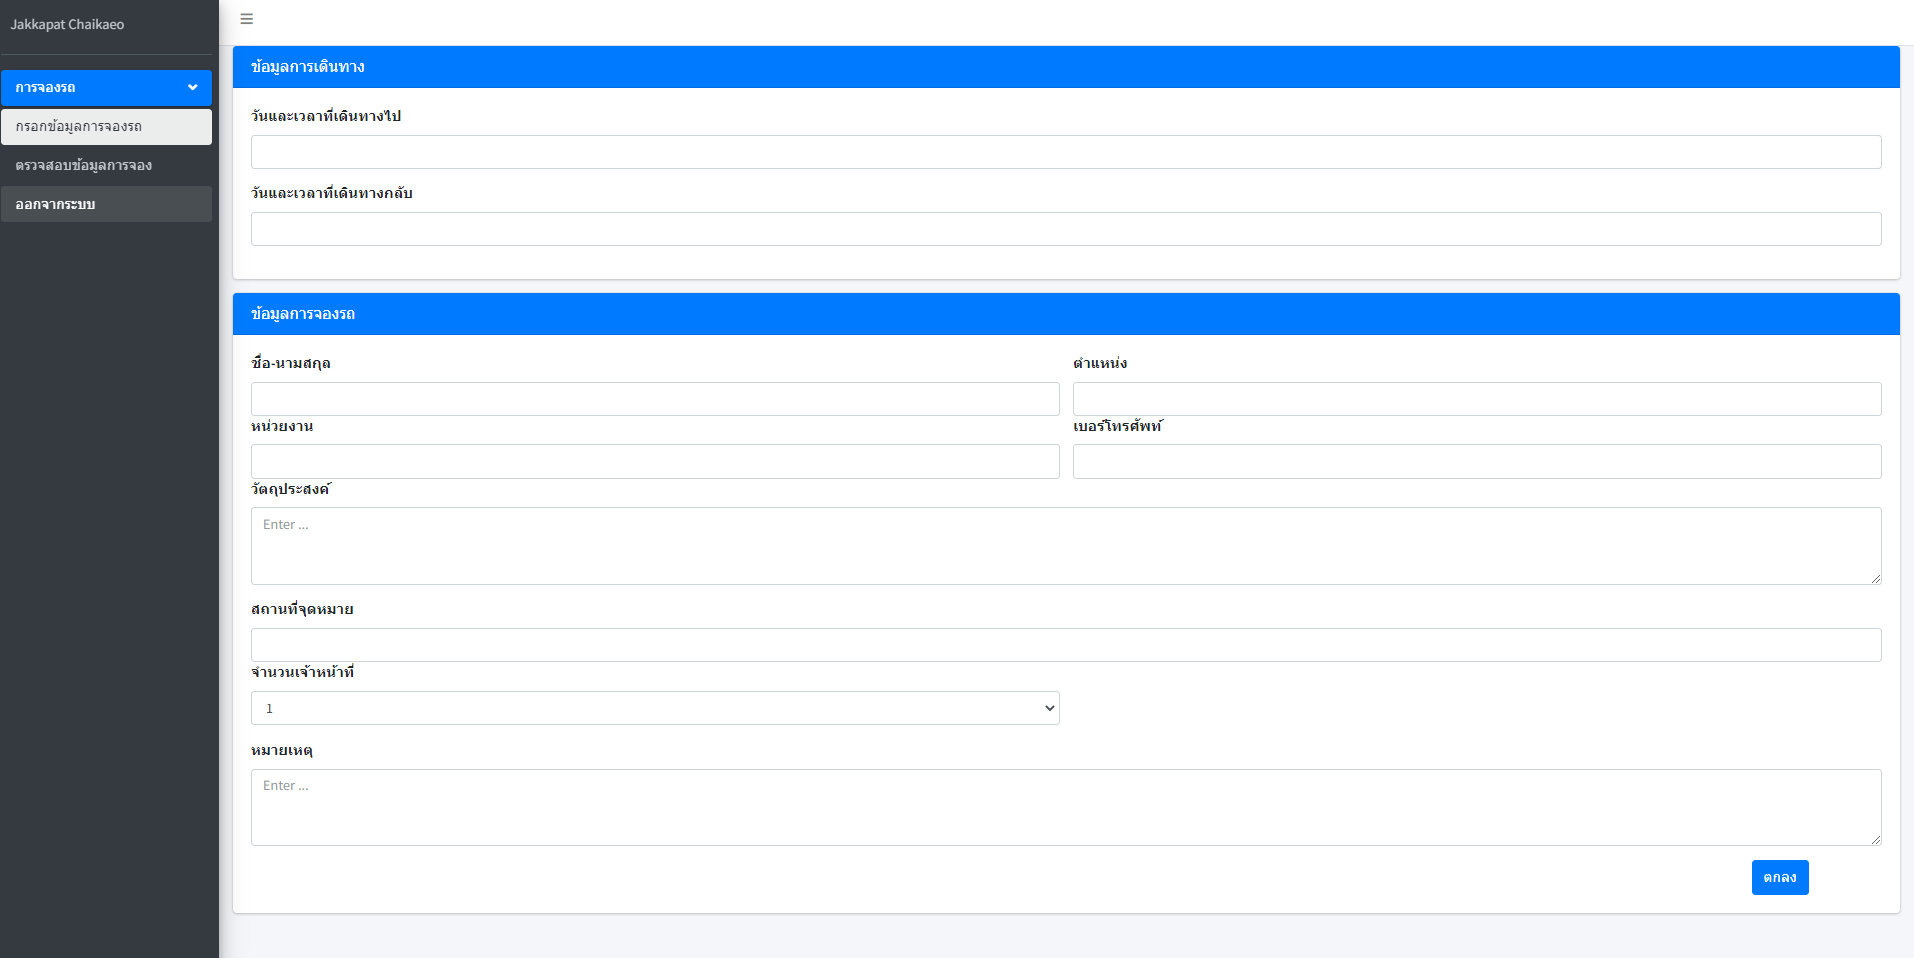 Jakkapat Chaikaeo
การจองรถ
กรอกข้อมูลการจองรถ
ตรวจสอบข้อมูลการจอง
ออกจากระบบ
ข้อมูลการเดินทาง
วันและเวลาที่เดินทางไป
วันและเวลาที่เดินทางกลับ
ข้อมูลการจองรถ
ชื่อ-นามสกุล
ตำแหน่ง
หน่วยงาน
เบอร์โทรศัพท์
วัตถุประสงค์
Enter ...
สถานที่จุดหมาย
จำนวนเจ้าหน้าที่
1
หมายเหตุ
Enter ...
ตกลง